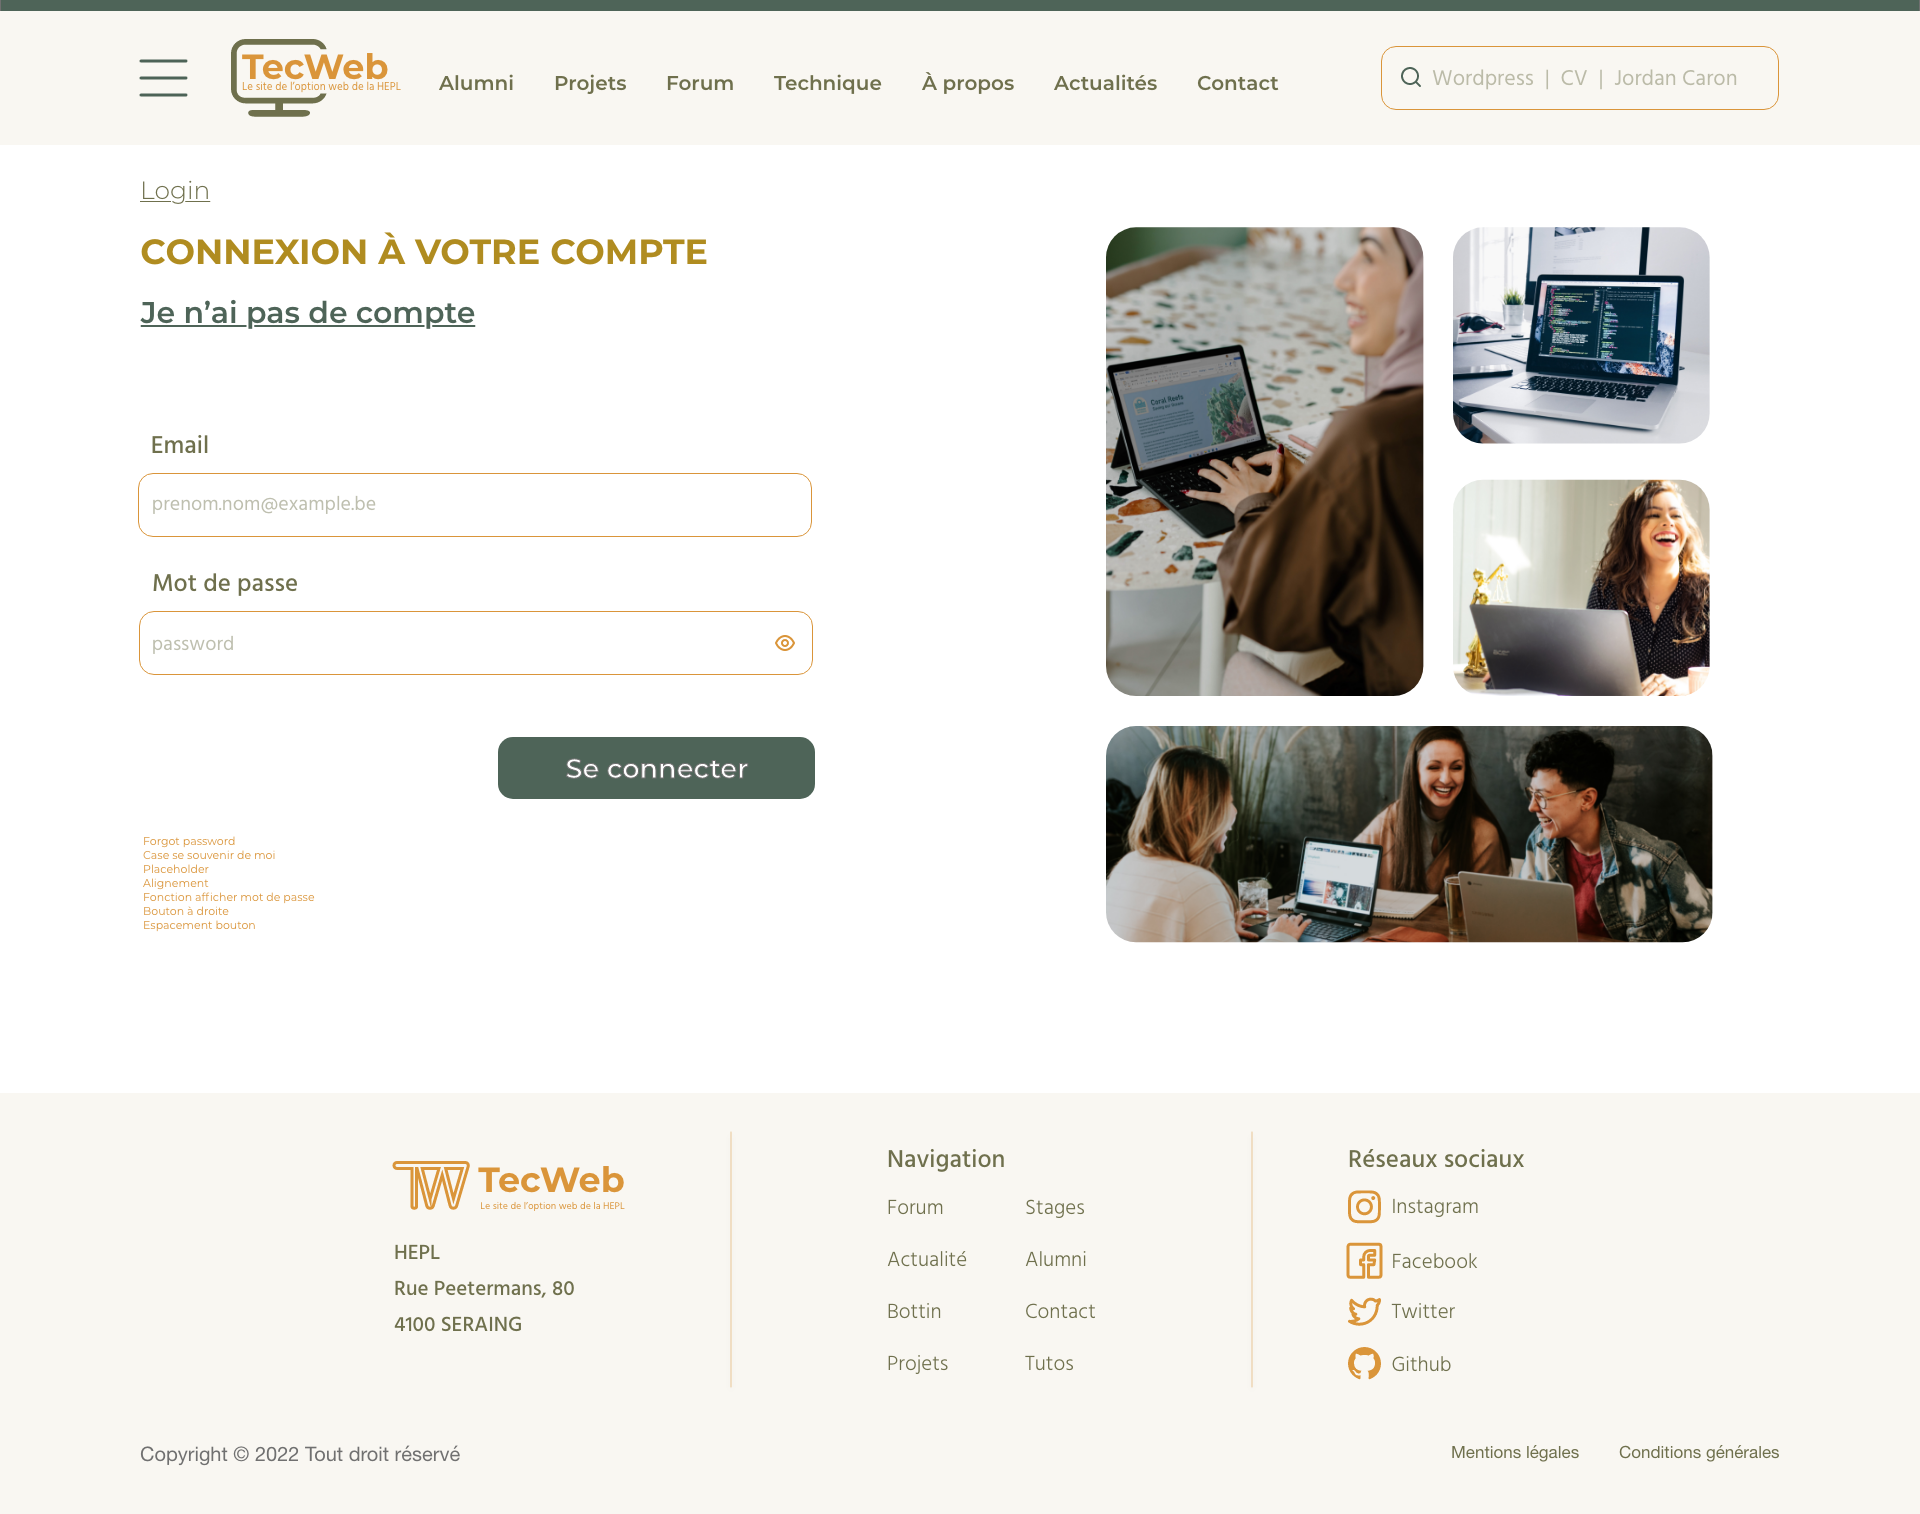 TecWeb
Le site de l'option web de la HEPL
Alumni Projets Forum Technique À propos Actualités Contact
Wordpress | CV | Jordan Caron
Login
CONNEXION À VOTRE COMPTE
Je n’ai pas de compte
Email
prenom.nom@example.be
Mot de passe
password
Se connecter
Forgot password
Case se souvenir de moi
Placeholder
Alignement
Fonction afficher mot de passe
Bouton à droite
Espacement bouton
Coral Reefs
TecWeb
Le site de l'option web de la HEPL
HEPL
Rue Peetermans, 80
4100 SERAING
Navigation
Forum Stages
Actualité Alumni
Bottin Contact
Projets Tutos
Réseaux sociaux
Instagram
Facebook
Twitter
Github
Copyright © 2022 Tout droit réservé
Mentions légales Conditions générales